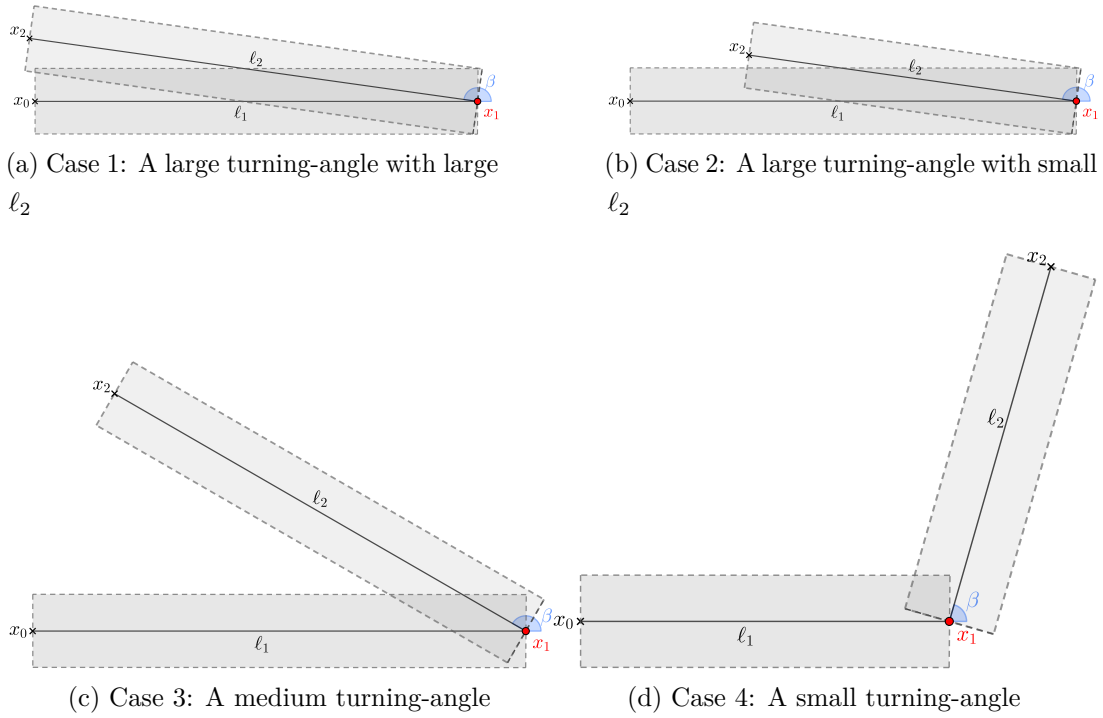 x₂
ℓ₂
β
x₀
ℓ₁
x₁
(a) Case 1: A large turning-angle with large
ℓ₂
x₂
ℓ₂
β
x₀
ℓ₁
x₁
(b) Case 2: A large turning-angle with small
ℓ₂
x₂
ℓ₂
β
x₀
ℓ₁
x₁
(c) Case 3: A medium turning-angle
x₂
ℓ₂
β
x₀
ℓ₁
x₁
(d) Case 4: A small turning-angle